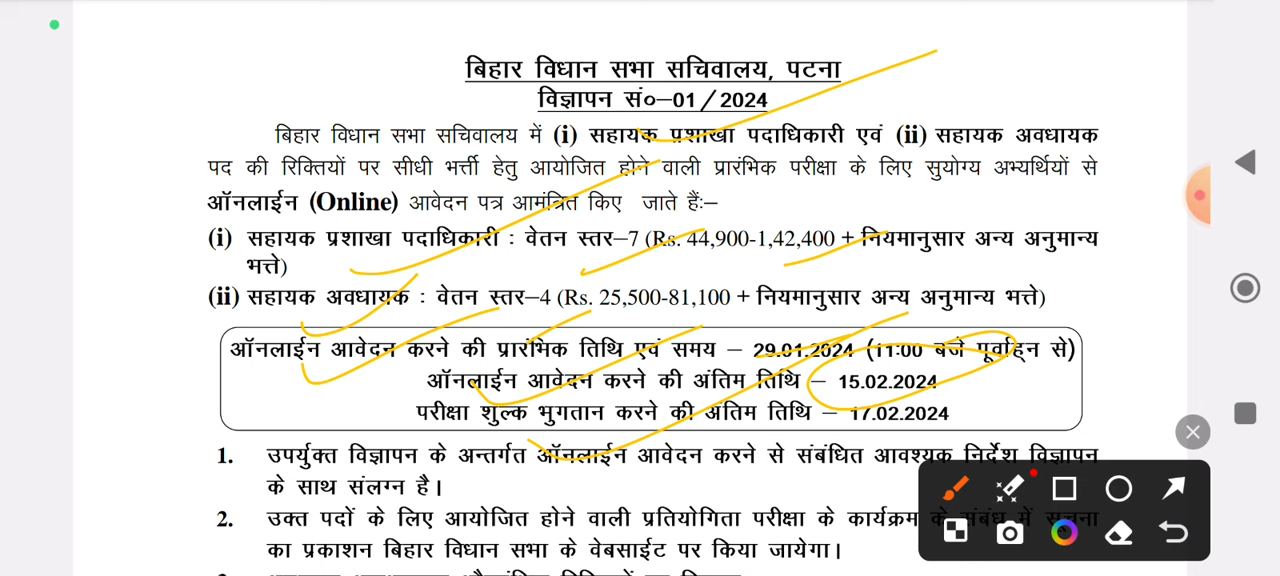 बिहार विधान सभा सचिवालय, पटना
विज्ञापन सं०–01/2024
बिहार विधान सभा सचिवालय में (i) सहायक प्रशाखा पदाधिकारी एवं (ii) सहायक अवधायक
पद की रिक्तियों पर सीधी भर्त्ती हेतु आयोजित होने वाली प्रारंभिक परीक्षा के लिए सुयोग्य अभ्यर्थियों से
ऑनलाईन (Online) आवेदन पत्र आमंत्रित किए जाते हैं:–
(i) सहायक प्रशाखा पदाधिकारी : वेतन स्तर–7 (Rs. 44,900-1,42,400 + नियमानुसार अन्य अनुमान्य
भत्ते)
(ii) सहायक अवधायक : वेतन स्तर–4 (Rs. 25,500-81,100 + नियमानुसार अन्य अनुमान्य भत्ते)
ऑनलाईन आवेदन करने की प्रारंभिक तिथि एवं समय – 29.01.2024 (11:00 बजे पूर्वाहन से)
ऑनलाईन आवेदन करने की अंतिम तिथि – 15.02.2024
परीक्षा शुल्क भुगतान करने की अंतिम तिथि – 17.02.2024
1. उपर्युक्त विज्ञापन के अन्तर्गत ऑनलाईन आवेदन करने से संबंधित आवश्यक निर्देश विज्ञापन
के साथ संलग्न है।
2. उक्त पदों के लिए आयोजित होने वाली प्रतियोगिता परीक्षा के कार्यक्रम के संबंध में सूचना
का प्रकाशन बिहार विधान सभा के वेबसाईट पर किया जायेगा।